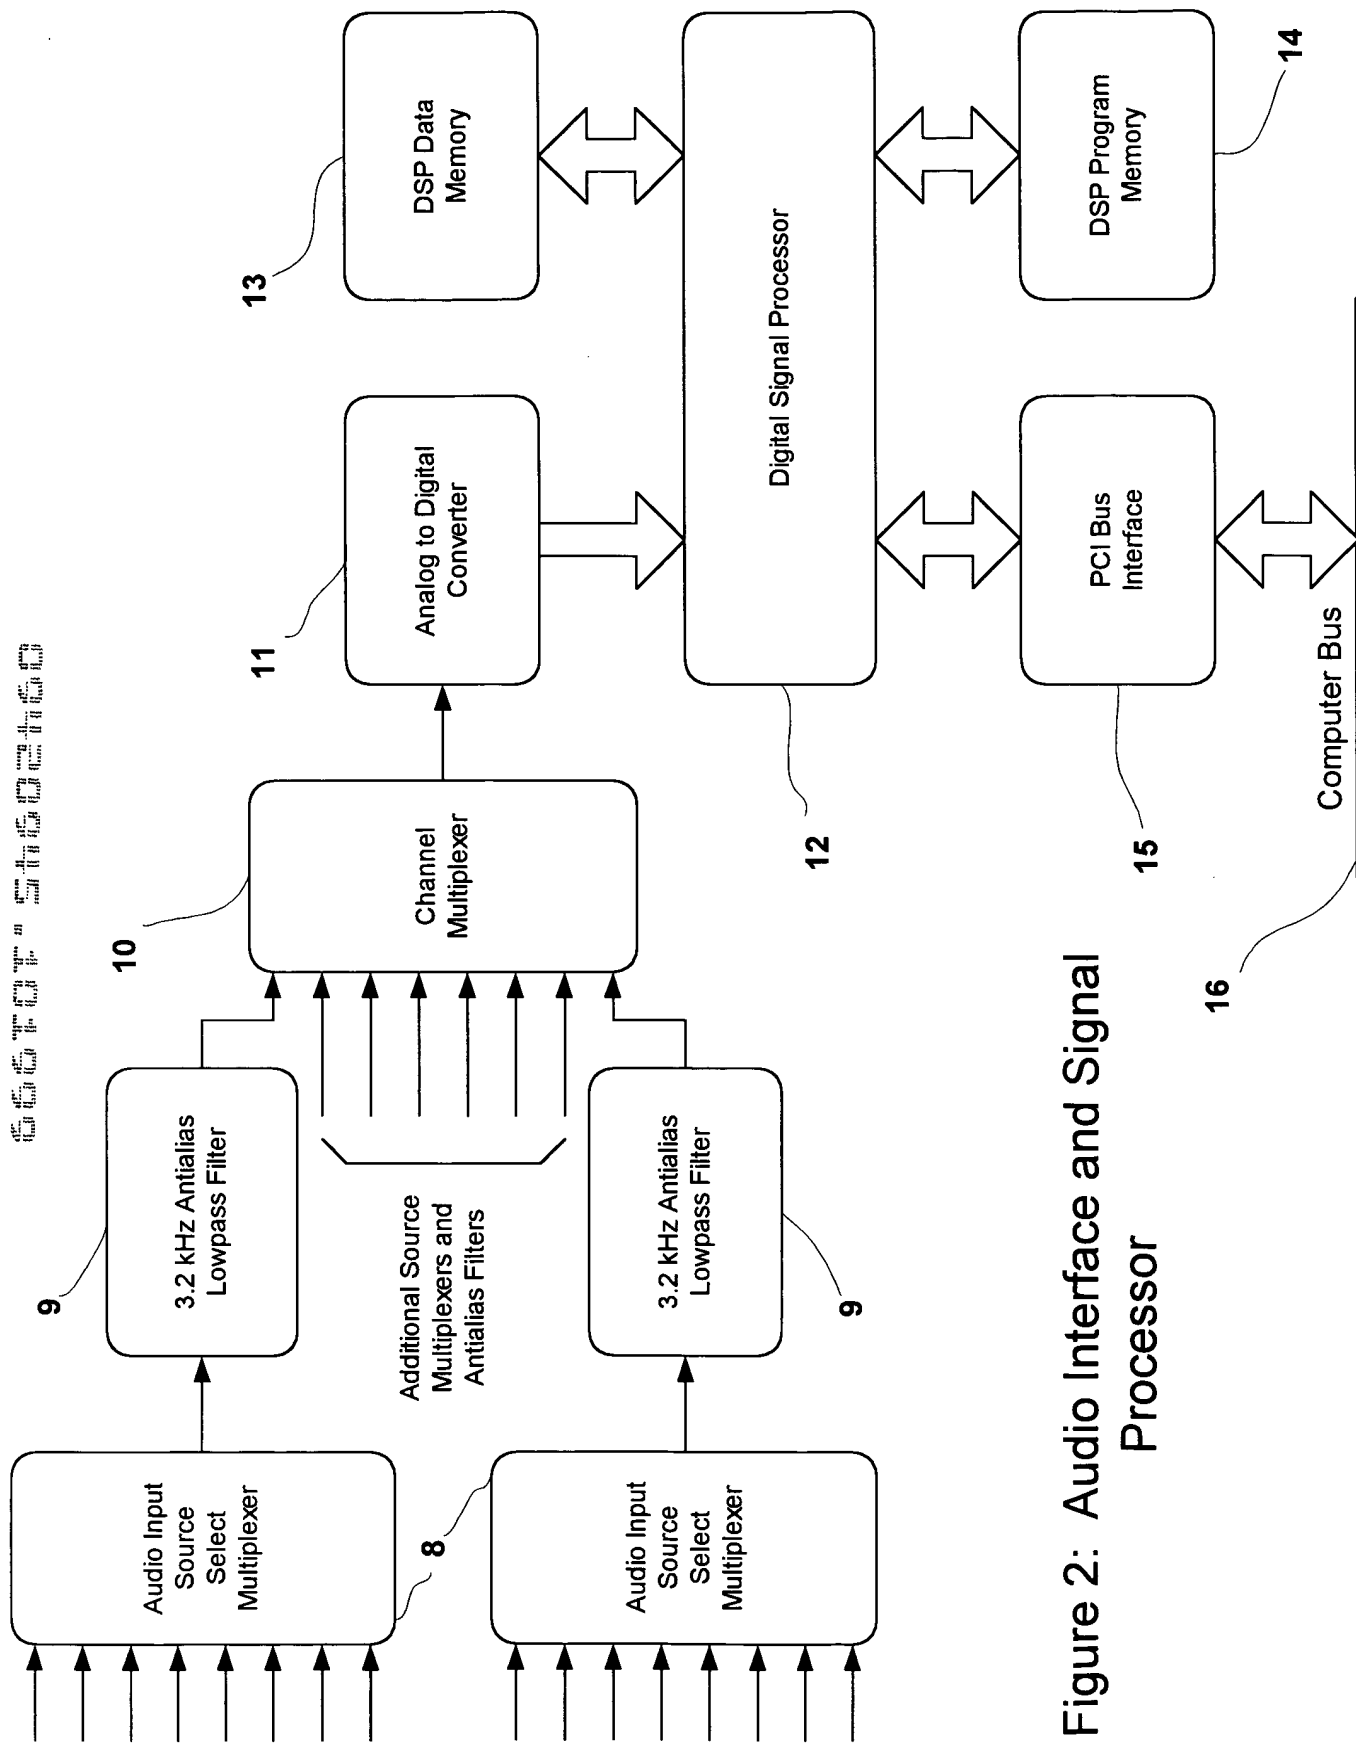 Audio Input
Source
Select
Multiplexer
8
Audio Input
Source
Select
Multiplexer
9
3.2 kHz Antialias
Lowpass Filter
Additional Source
Multiplexers and
Antialias Filters
3.2 kHz Antialias
Lowpass Filter
9
10
Channel
Multiplexer
11
Analog to Digital
Converter
13
DSP Data
Memory
Digital Signal Processor
12
PCI Bus
Interface
15
DSP Program
Memory
14
Computer Bus
16
Figure 2: Audio Interface and Signal
Processor